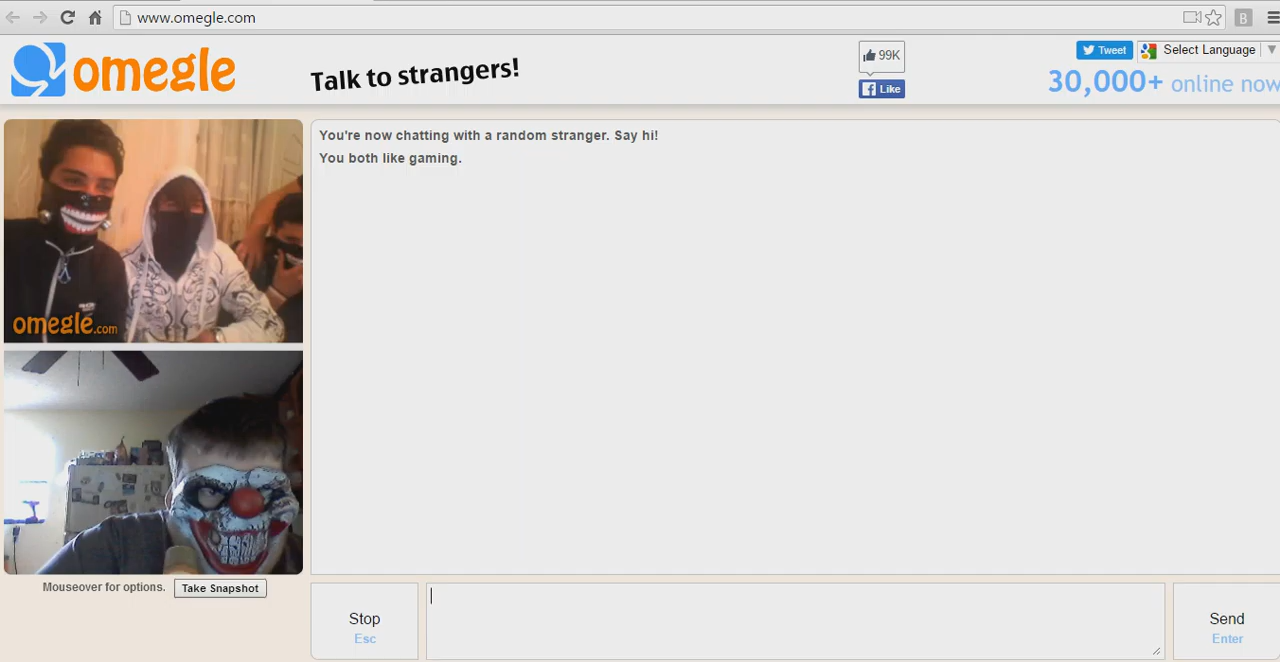 www.omegle.com
omegle
Talk to strangers!
99K
Like
Tweet
Select Language
30,000+ online now
You're now chatting with a random stranger. Say hi!
You both like gaming.
omegle.com
Mouseover for options.
Take Snapshot
Stop
Esc
Send
Enter
B